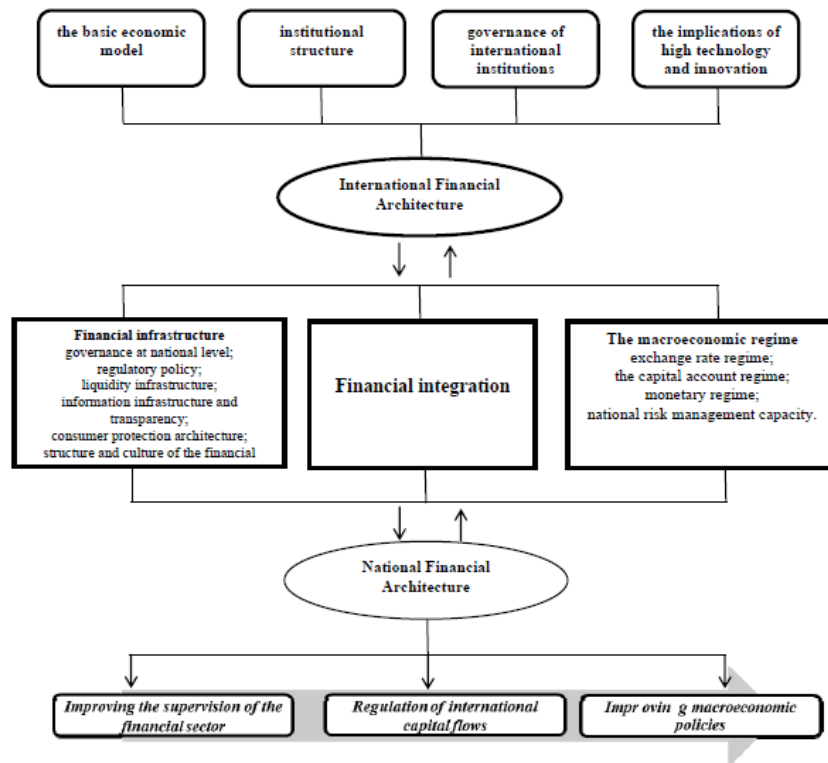 the basic economic
model
institutional
structure
governance of
international
institutions
the implications of
high technology
and innovation
International Financial
Architecture
Financial infrastructure
governance at national level;
regulatory policy;
liquidity infrastructure;
information infrastructure and
transparency;
consumer protection architecture;
structure and culture of the financial
Financial integration
The macroeconomic regime
exchange rate regime;
the capital account regime;
monetary regime;
national risk management capacity.
National Financial
Architecture
Improving the supervision of the
financial sector
Regulation of international
capital flows
Impr ovin g macroeconomic
policies